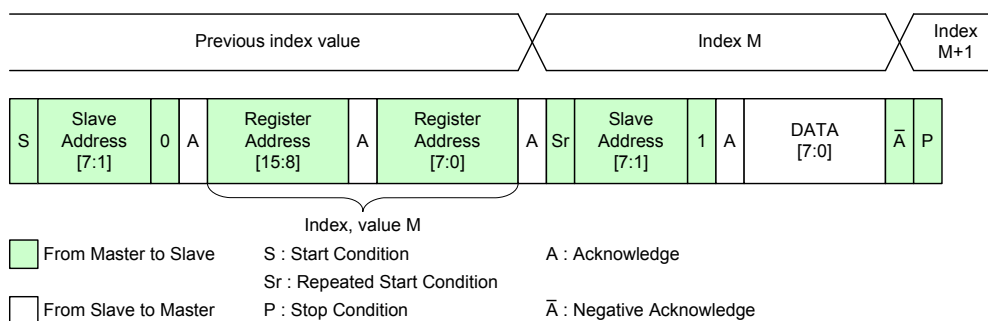 Previous index value
Index M
Index
M+1
S
Slave
Address
[7:1]
0
A
Register
Address
[15:8]
A
Register
Address
[7:0]
A
Sr
Slave
Address
[7:1]
1
A
DATA
[7:0]
A̅
P
Index, value M
From Master to Slave
S : Start Condition
A : Acknowledge
Sr : Repeated Start Condition
From Slave to Master
P : Stop Condition
A̅ : Negative Acknowledge